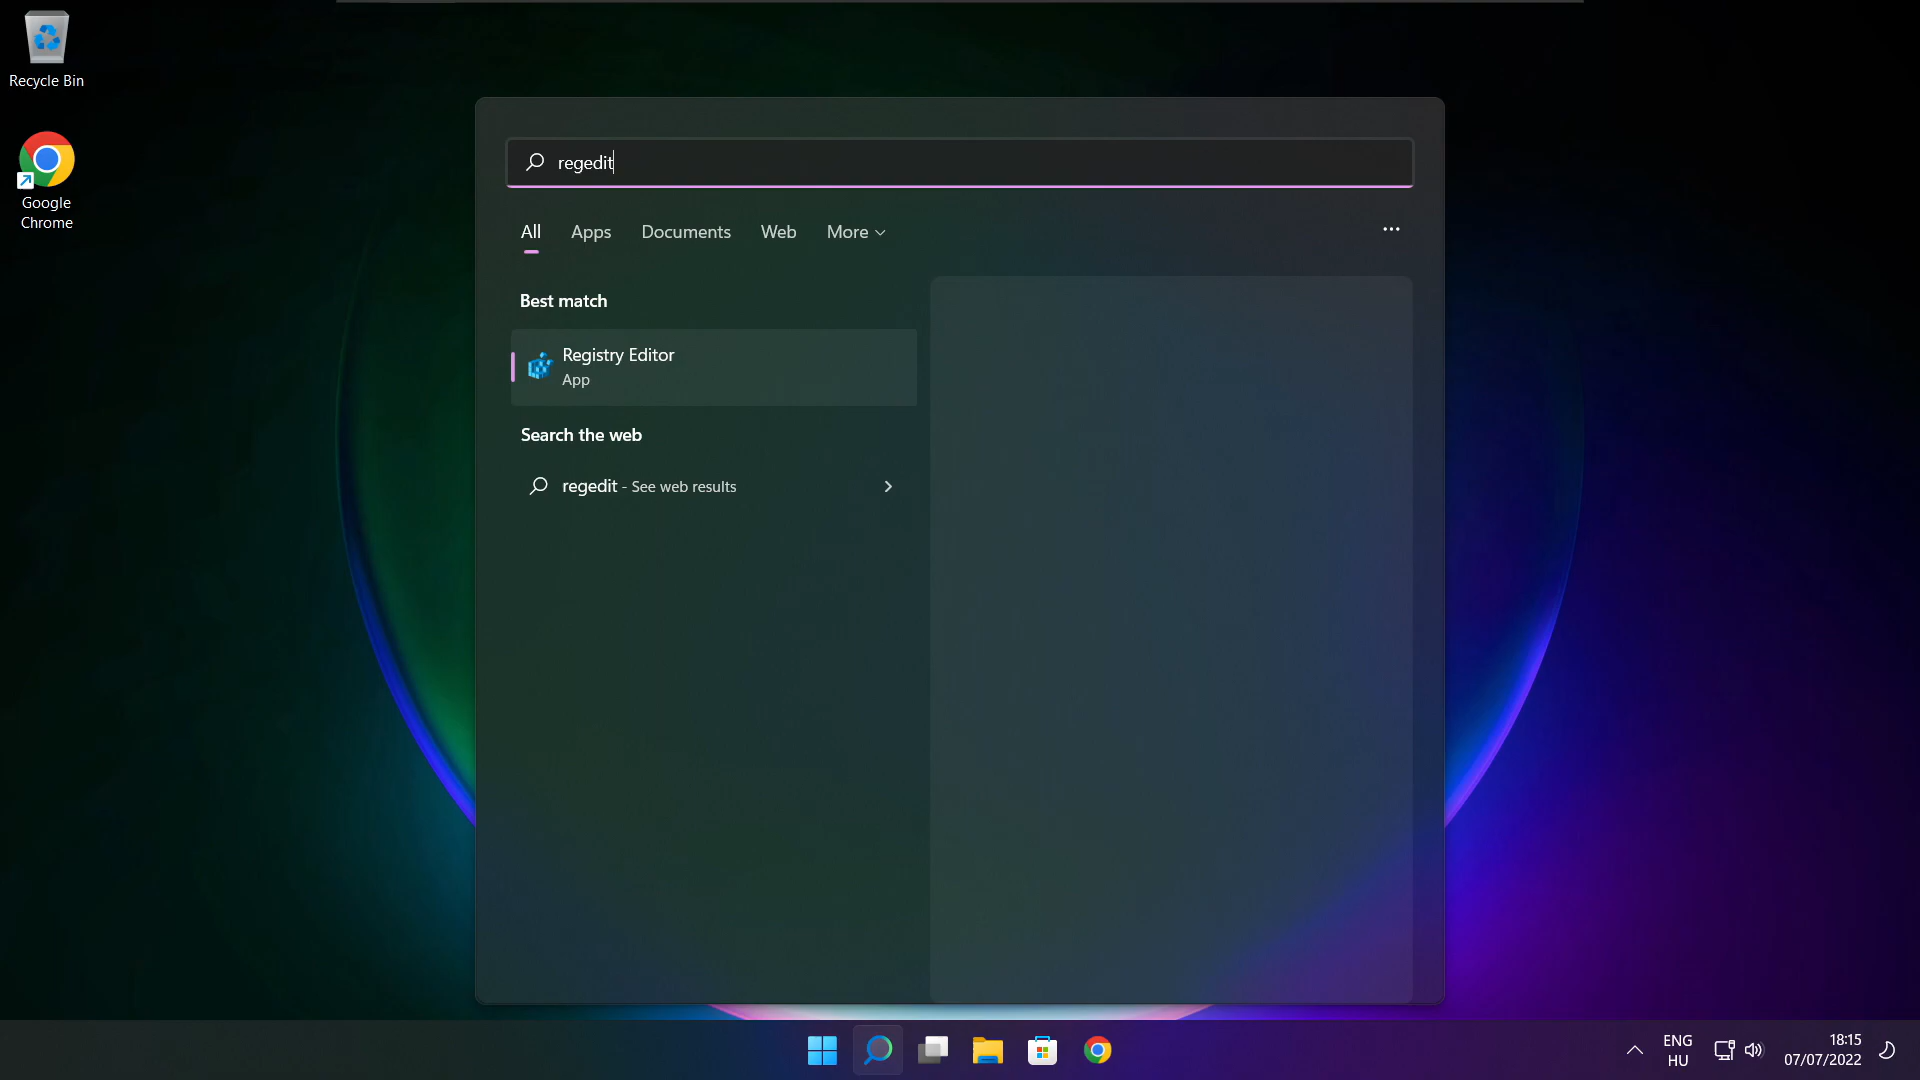 Recycle Bin
Google
Chrome
regedit
All Apps Documents Web More
Best match
Registry Editor
App
Search the web
regedit - See web results
ENG
HU
18:15
07/07/2022